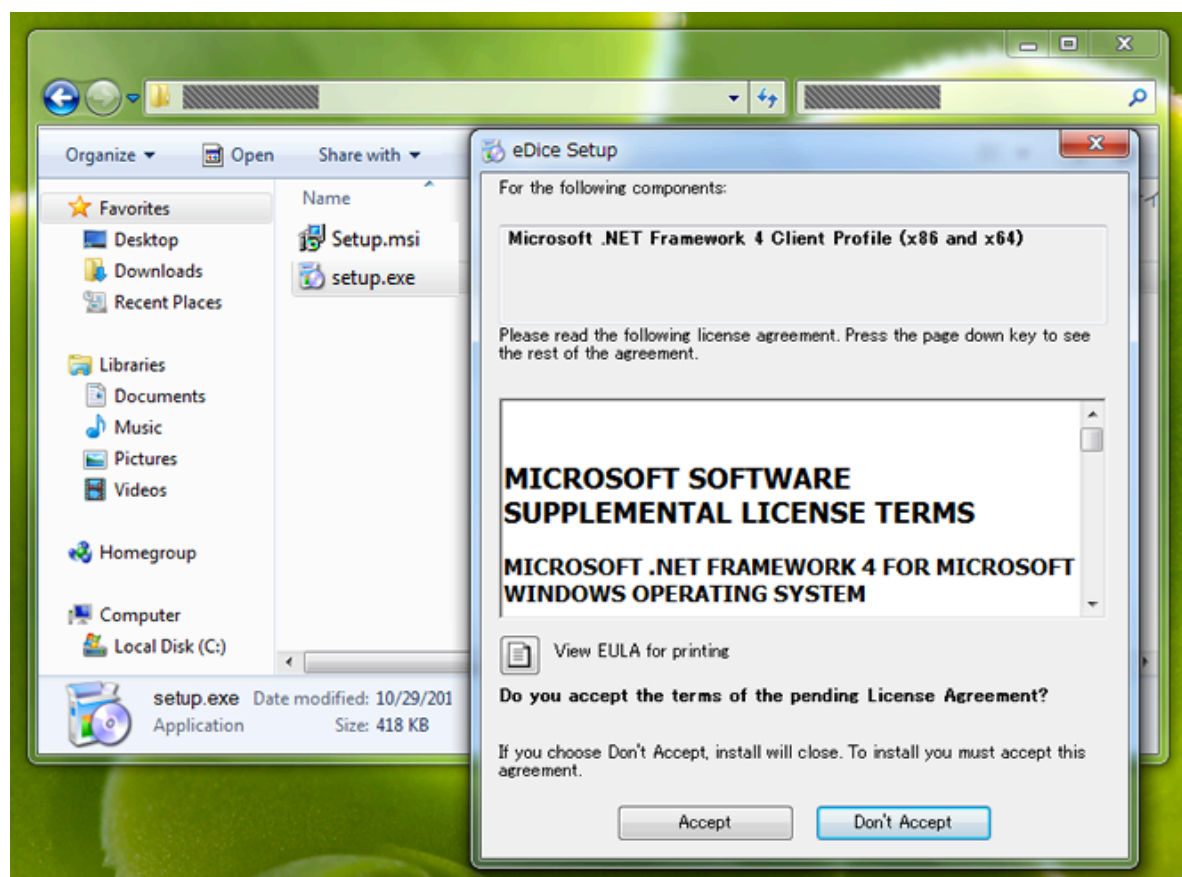 Organize
Open
Share with
Favorites
Desktop
Downloads
Recent Places
Libraries
Documents
Music
Pictures
Videos
Homegroup
Computer
Local Disk (C:)
Name
Setup.msi
setup.exe
setup.exe Date modified: 10/29/201
Application Size: 418 KB
eDice Setup
For the following components:
Microsoft .NET Framework 4 Client Profile (x86 and x64)
Please read the following license agreement. Press the page down key to see
the rest of the agreement.
MICROSOFT SOFTWARE
SUPPLEMENTAL LICENSE TERMS
MICROSOFT .NET FRAMEWORK 4 FOR MICROSOFT
WINDOWS OPERATING SYSTEM
View EULA for printing
Do you accept the terms of the pending License Agreement?
If you choose Don't Accept, install will close. To install you must accept this
agreement.
Accept
Don't Accept